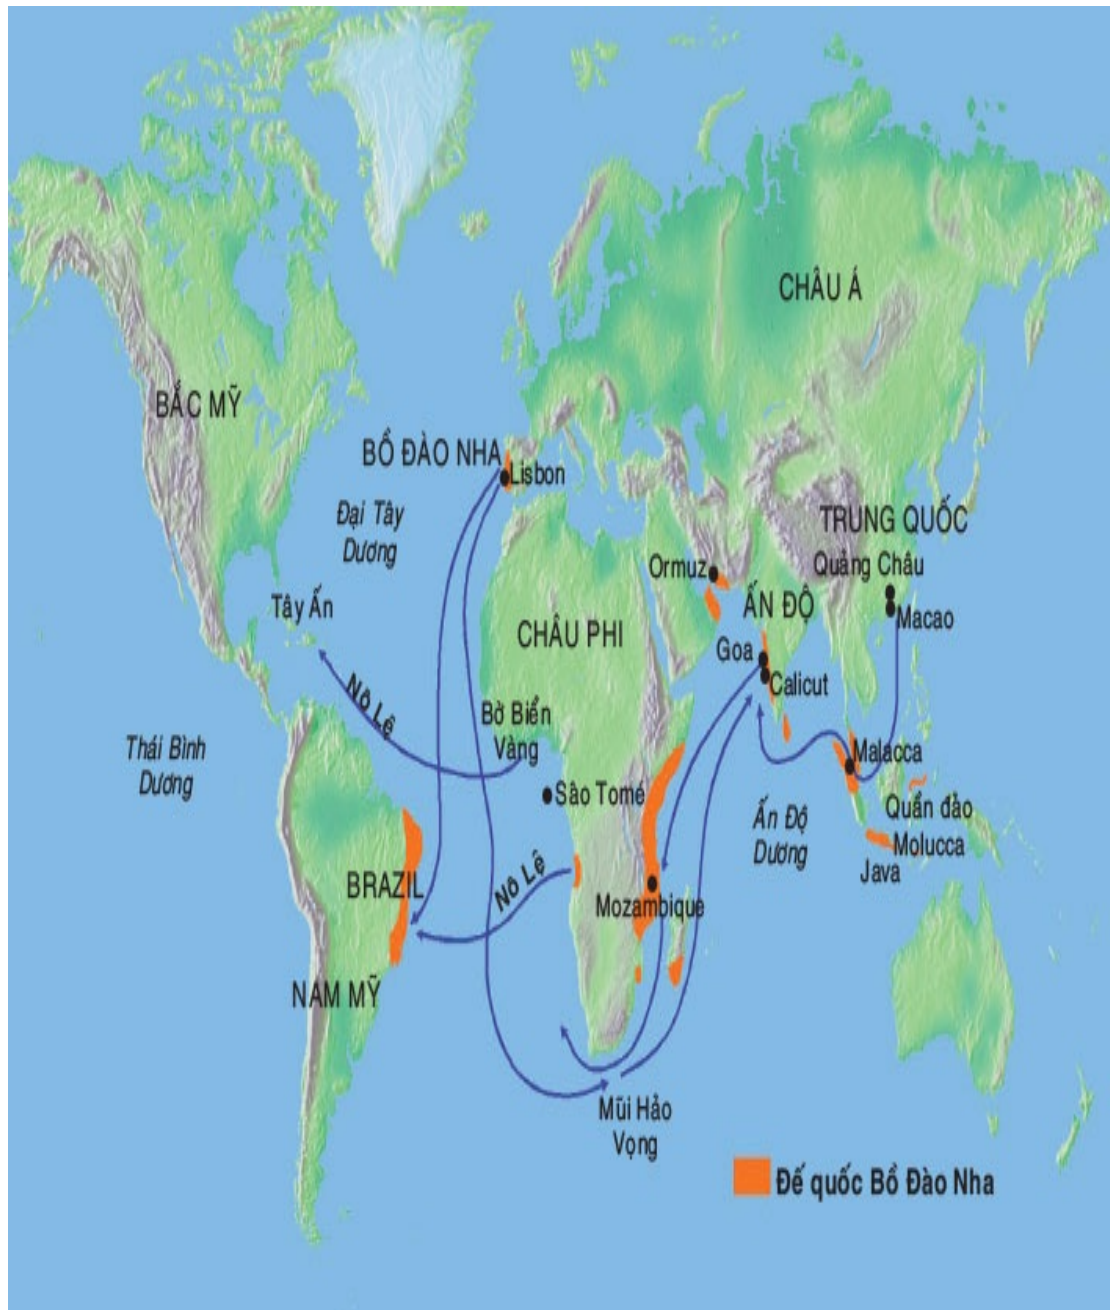 CHÂU Á
BẮC MỸ
BỒ ĐÀO NHA
Lisbon
Đại Tây
Dương
TRUNG QUỐC
Ormuz
Quảng Châu
Tây Ấn
ẤN ĐỘ
Macao
CHÂU PHI
Goa
Calicut
Nô Lệ
Bờ Biển
Vàng
Thái Bình
Dương
Malacca
Sâo Tomé
Quần đảo
Molucca
Ấn Độ
Dương
Java
BRAZIL
Nô Lệ
Mozambique
NAM MỸ
Mũi Hảo
Vọng
Đế quốc Bồ Đào Nha